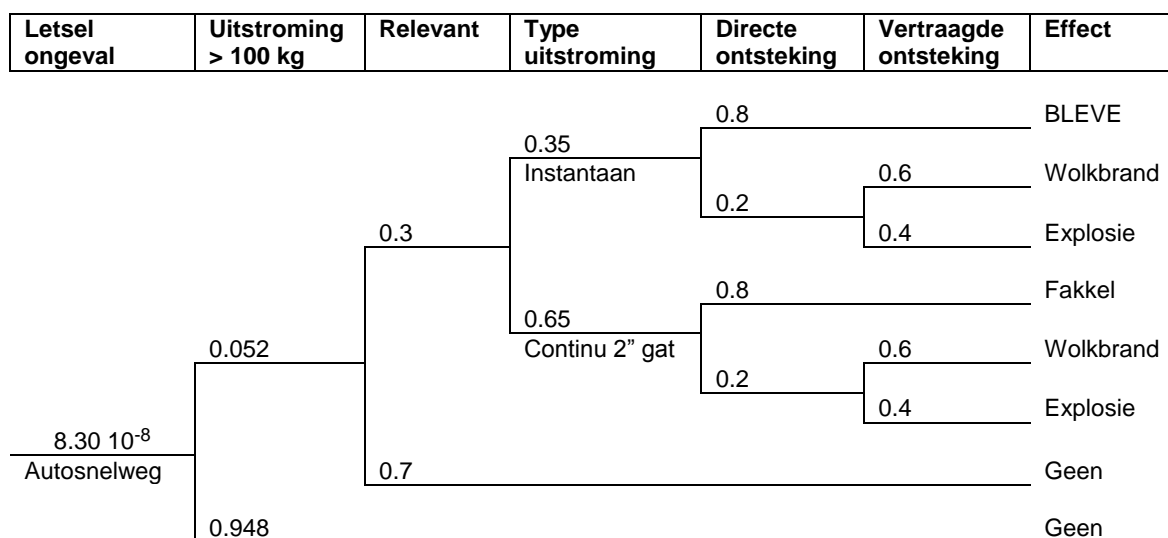 Letsel ongeval
Uitstroming > 100 kg
Relevant
Type uitstroming
Directe ontsteking
Vertraagde ontsteking
Effect
0.8
BLEVE
0.35
Instantaan
0.6
Wolkbrand
0.2
0.3
0.4
Explosie
0.8
Fakkel
0.65
Continu 2” gat
0.052
0.6
Wolkbrand
0.2
0.4
Explosie
8.30 10-8
Autosnelweg
0.7
Geen
0.948
Geen